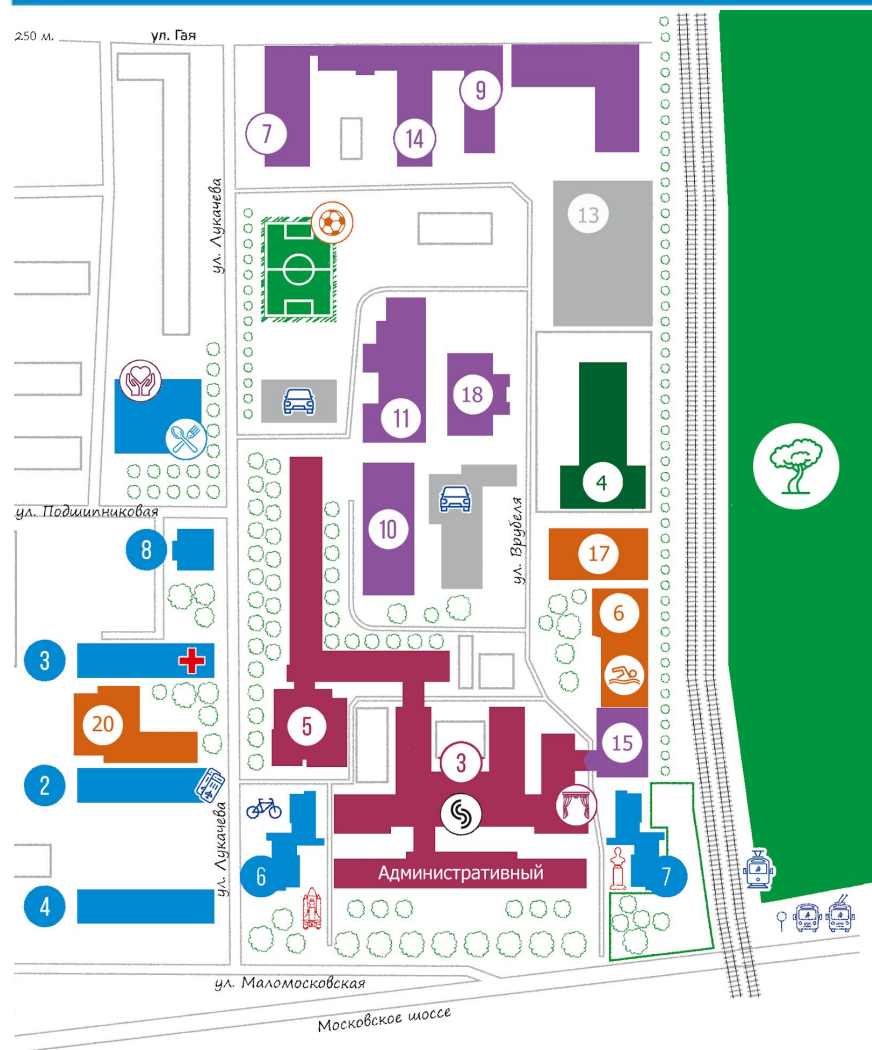 250 м.
ул. Гая
9
7
14
ул. Лукачева
13
18
11
4
ул. Подшипниковая
10
ул. Врубеля
8
17
6
3
20
5
15
3
2
ул. Лукачева
Административный
6
7
4
ул. Маломосковская
Московское шоссе